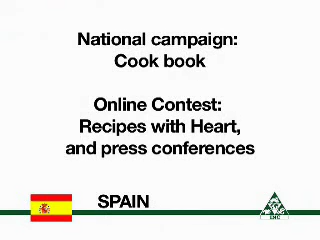 National campaign:
Cook book
Online Contest:
Recipes with Heart,
and press conferences
SPAIN